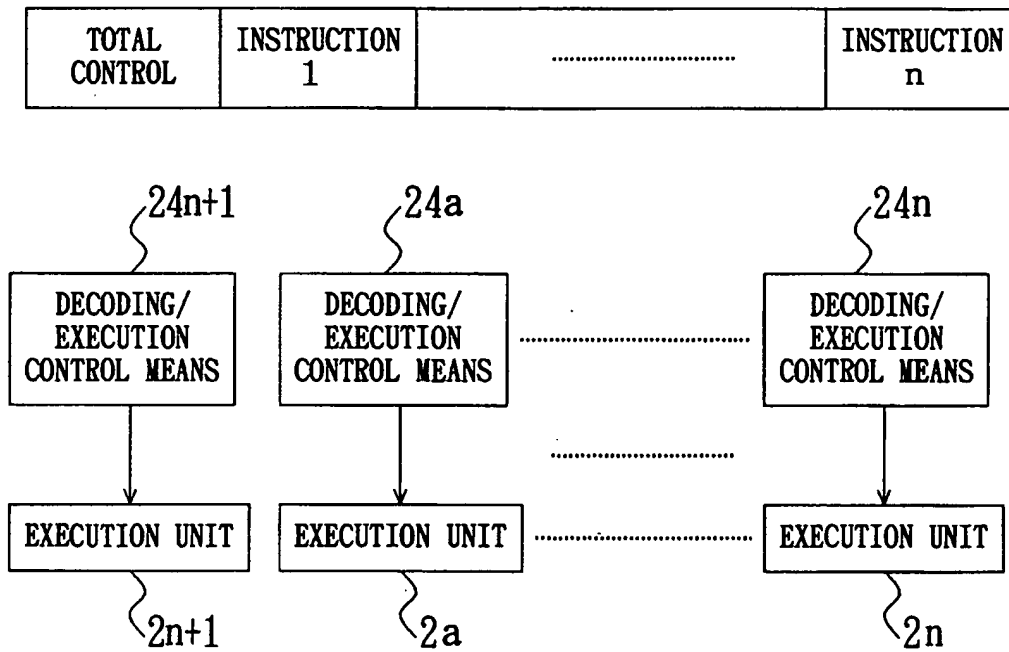 TOTAL CONTROL
INSTRUCTION 1
INSTRUCTION n
24n+1
24a
24n
DECODING/
EXECUTION
CONTROL MEANS
DECODING/
EXECUTION
CONTROL MEANS
DECODING/
EXECUTION
CONTROL MEANS
EXECUTION UNIT
EXECUTION UNIT
EXECUTION UNIT
2n+1
2a
2n